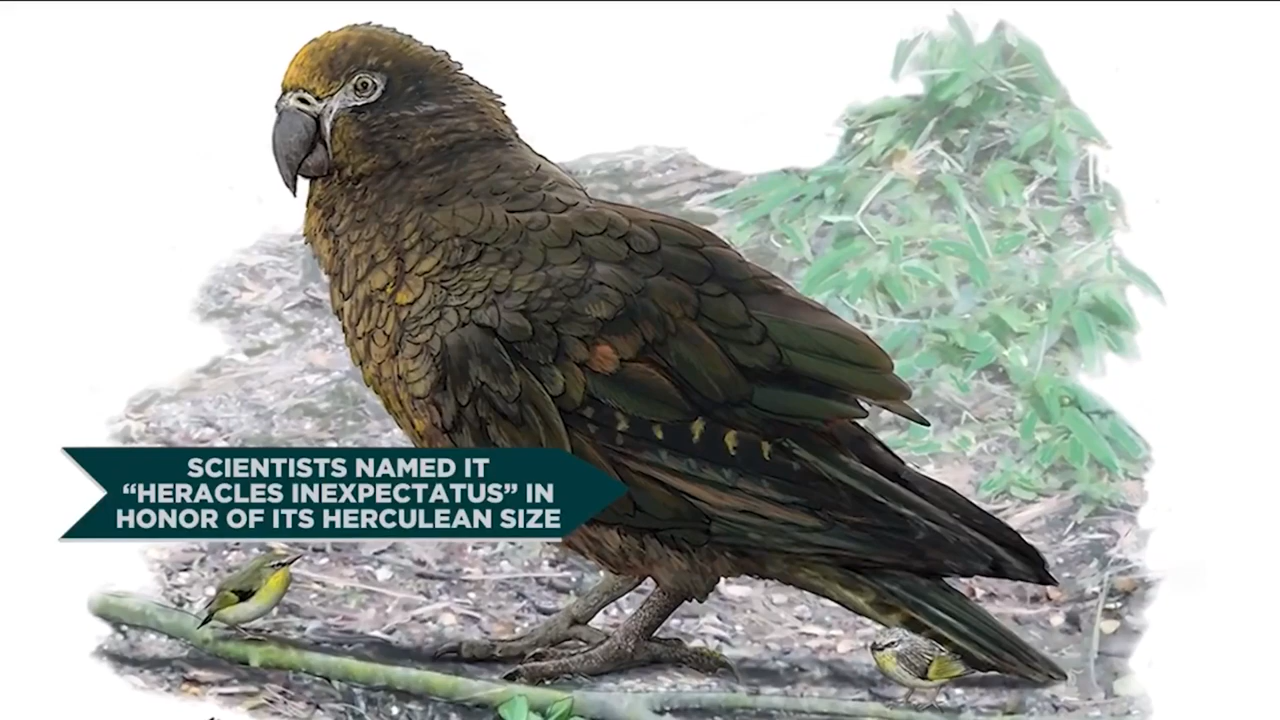 SCIENTISTS NAMED IT
“HERACLES INEXPECTATUS” IN
HONOR OF ITS HERCULEAN SIZE